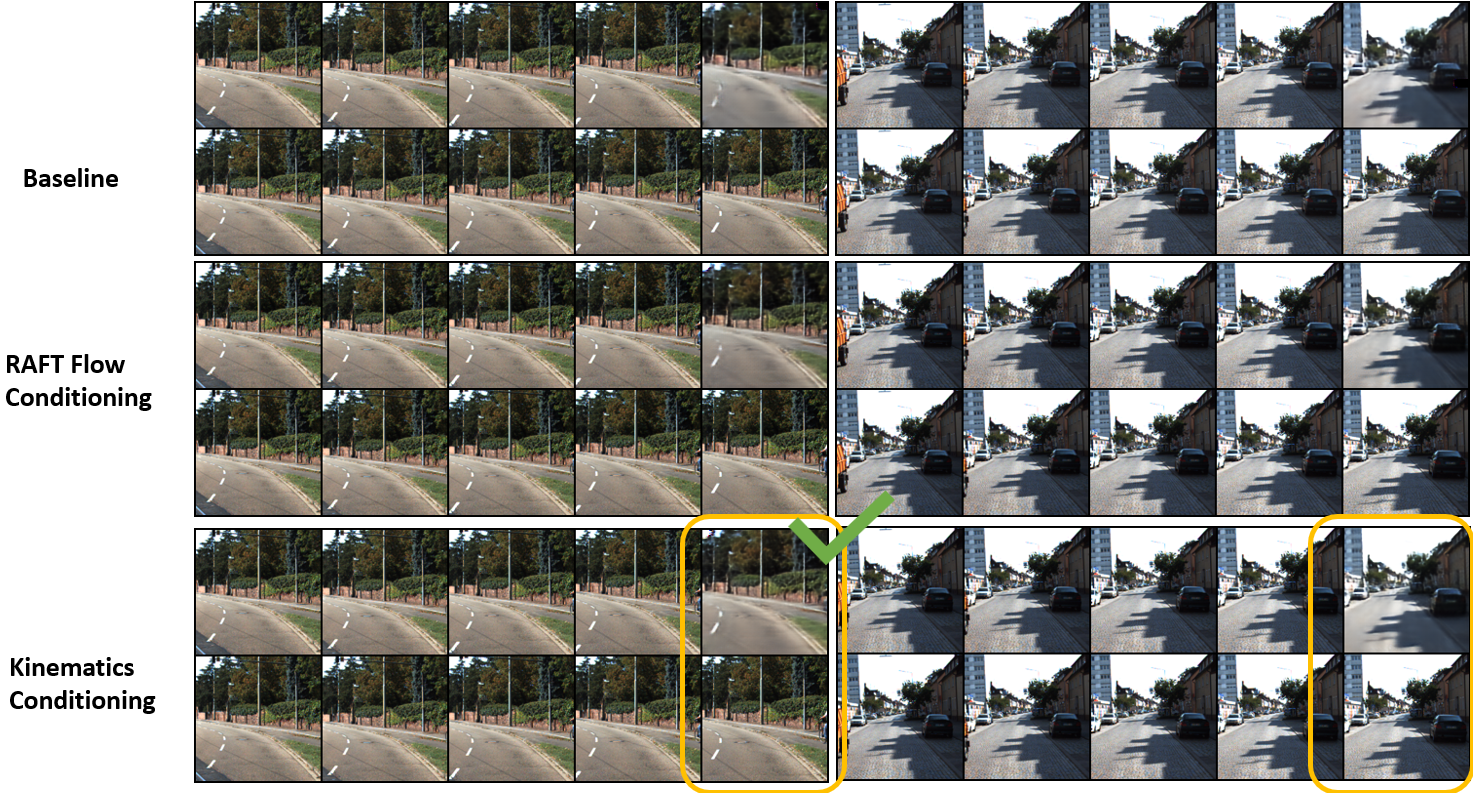 Baseline
RAFT Flow
Conditioning
Kinematics
Conditioning